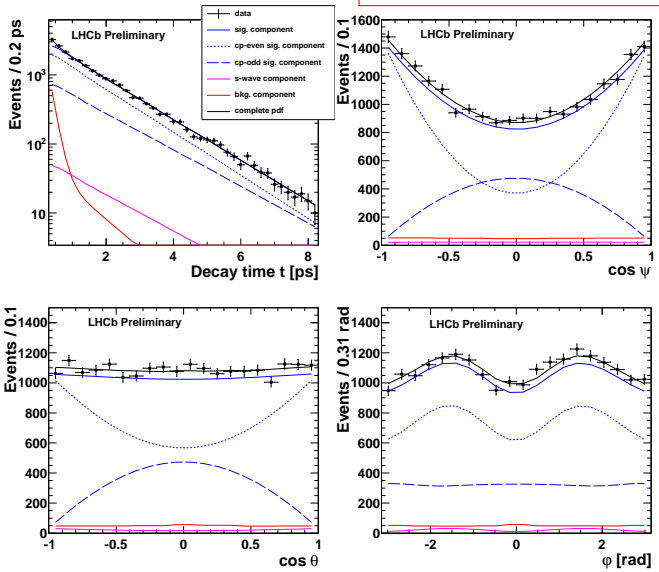 LHCb Preliminary
data
sig. component
cp-even sig. component
cp-odd sig. component
s-wave component
bkg. component
complete pdf
Events / 0.2 ps
10³
10²
10
2 4 6 8
Decay time t [ps]
LHCb Preliminary
Events / 0.1
1600
1400
1200
1000
800
600
400
200
0
-1 -0.5 0 0.5 1
cos ψ
LHCb Preliminary
Events / 0.1
1400
1200
1000
800
600
400
200
0
-1 -0.5 0 0.5 1
cos θ
LHCb Preliminary
Events / 0.31 rad
1400
1200
1000
800
600
400
200
0
-2 0 2
φ [rad]